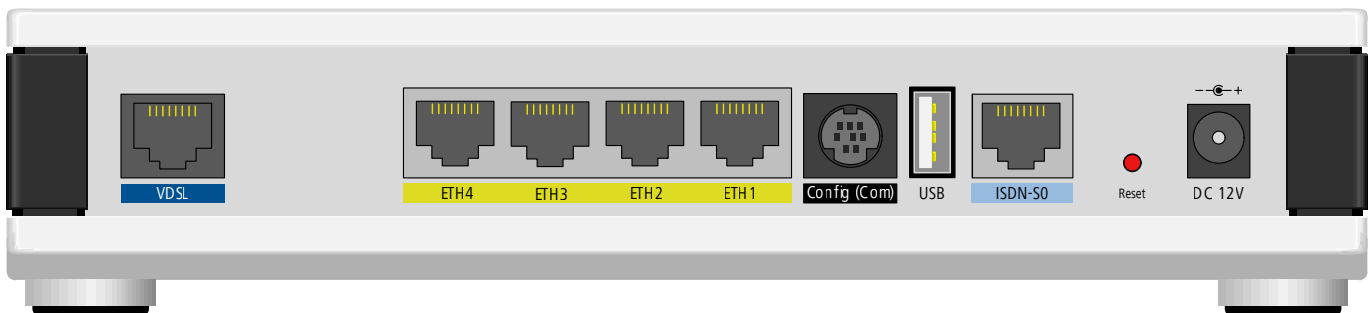 VDSL
ETH4
ETH3
ETH2
ETH1
Config (Com)
USB
ISDN-S0
Reset
DC 12V